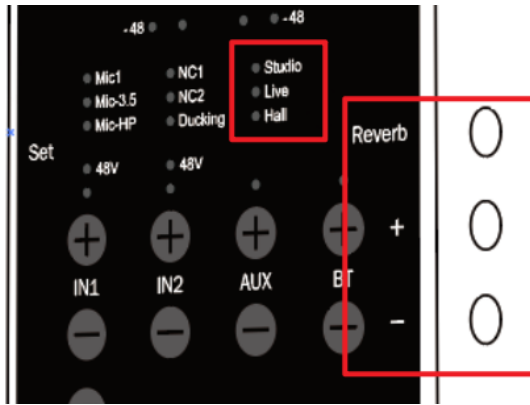 -48 -48
Mic1 NC1 Studio
Mic-3.5 NC2 Live
Mic-HP Ducking Hall
Reverb
Set
48V 48V
+ + + + +
IN1 IN2 AUX BT
− − − + −